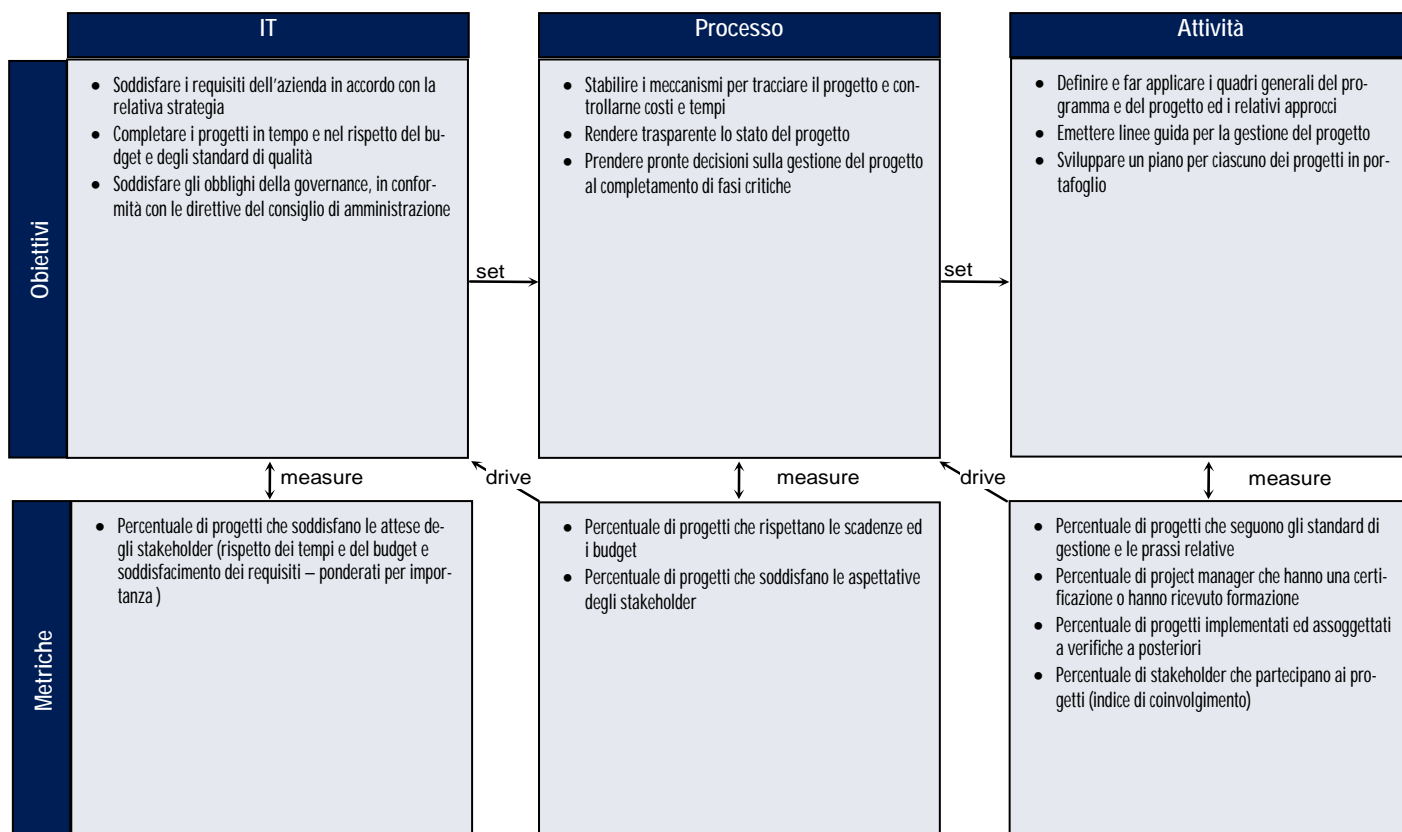 IT
Processo
Attività
Obiettivi
• Soddisfare i requisiti dell'azienda in accordo con la
relativa strategia
• Completare i progetti in tempo e nel rispetto del bu-
dget e degli standard di qualità
• Soddisfare gli obblighi della governance, in confor-
mità con le direttive del consiglio di amministrazione
set
• Stabilire i meccanismi per tracciare il progetto e con-
trollarne costi e tempi
• Rendere trasparente lo stato del progetto
• Prendere pronte decisioni sulla gestione del progetto
al completamento di fasi critiche
set
• Definire e far applicare i quadri generali del pro-
gramma e del progetto ed i relativi approcci
• Emettere linee guida per la gestione del progetto
• Sviluppare un piano per ciascuno dei progetti in por-
tafoglio
measure
drive
measure
drive
measure
Metriche
• Percentuale di progetti che soddisfano le attese de-
gli stakeholder (rispetto dei tempi e del budget e
soddisfacimento dei requisiti – ponderati per impor-
tanza )
• Percentuale di progetti che rispettano le scadenze ed
i budget
• Percentuale di progetti che soddisfano le aspettative
degli stakeholder
• Percentuale di progetti che seguono gli standard di
gestione e le prassi relative
• Percentuale di project manager che hanno una certi-
ficazione o hanno ricevuto formazione
• Percentuale di progetti implementati ed assoggettati
a verifiche a posteriori
• Percentuale di stakeholder che partecipano ai pro-
getti (indice di coinvolgimento)